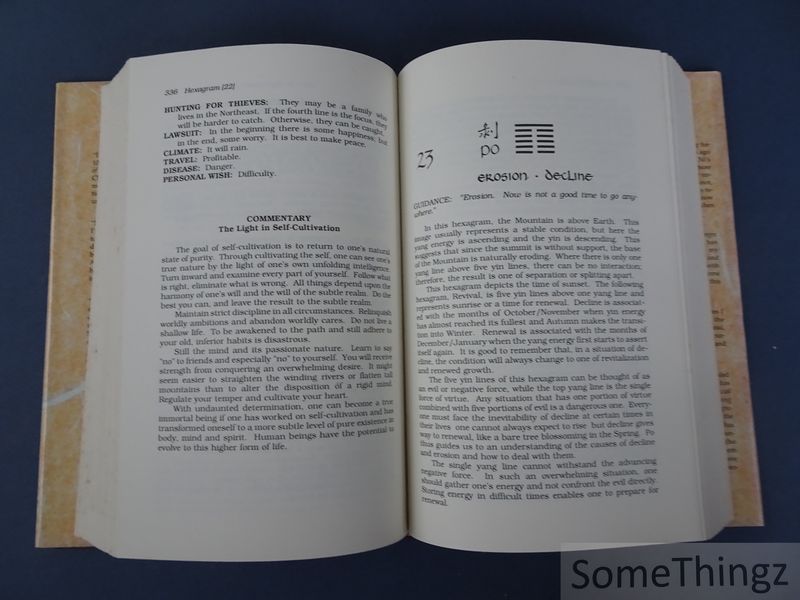 336 Hexagram [22]
HUNTING FOR THIEVES: They may be a family who
lives in the Northeast. If the fourth line is the focus, they
will be harder to catch. Otherwise, they can be caught.
LAWSUIT: In the beginning there is some happiness, but
in the end, some worry. It is best to make peace.
CLIMATE: It will rain.
TRAVEL: Profitable.
DISEASE: Danger.
PERSONAL WISH: Difficulty.
COMMENTARY
The Light in Self-Cultivation
The goal of self-cultivation is to return to one's natural
state of purity. Through cultivating the self, one can see one's
true nature by the light of one's own unfolding intelligence.
Turn inward and examine every part of yourself. Follow what
is right, eliminate what is wrong. All things depend upon the
harmony of one's will and the will of the subtle realm. Do the
best you can, and leave the result to the subtle realm.
Maintain strict discipline in all circumstances. Relinquish
worldly ambitions and abandon worldly cares. Do not live a
shallow life. To be awakened to the path and still adhere to
your old, inferior habits is disastrous.
Still the mind and its passionate nature. Learn to say
"no" to friends and especially "no" to yourself. You will receive
strength from conquering an overwhelming desire. It might
seem easier to straighten the winding rivers or flatten tall
mountains than to alter the disposition of a rigid mind.
Regulate your temper and cultivate your heart.
With undaunted determination, one can become a true
immortal being if one has worked on self-cultivation and has
transformed oneself to a more subtle level of pure existence in
body, mind and spirit. Human beings have the potential to
evolve to this higher form of life.
23
剝
PO
EROSION · DECLINE
GUIDANCE: "Erosion. Now is not a good time to go any-
where."
In this hexagram, the Mountain is above Earth. This
image usually represents a stable condition, but here the
yang energy is ascending and the yin is descending. This
suggests that since the summit is without support, the base
of the Mountain is naturally eroding. Where there is only one
yang line above five yin lines, there can be no interaction;
therefore, the result is one of separation or splitting apart.
This hexagram depicts the time of sunset. The following
hexagram, Revival, is five yin lines above one yang line and
represents sunrise or a time for renewal. Decline is associat-
ed with the months of October/November when yin energy
has almost reached its fullest and Autumn makes the transi-
tion into Winter. Renewal is associated with the months of
December/January when the yang energy first starts to assert
itself again. It is good to remember that, in a situation of de-
cline, the condition will always change to one of revitalization
and renewed growth.
The five yin lines of this hexagram can be thought of as
an evil or negative force, while the top yang line is the single
force of virtue. Any situation that has one portion of virtue
combined with five portions of evil is a dangerous one. Every-
one must face the inevitability of decline at certain times in
their lives one cannot always expect to rise but decline gives
way to renewal, like a bare tree blossoming in the Spring. Po
thus guides us to an understanding of the causes of decline
and erosion and how to deal with them.
The single yang line cannot withstand the advancing
negative force. In such an overwhelming situation, one
should gather one's energy and not confront the evil directly.
Storing energy in difficult times enables one to prepare for
renewal.
SomeThingz